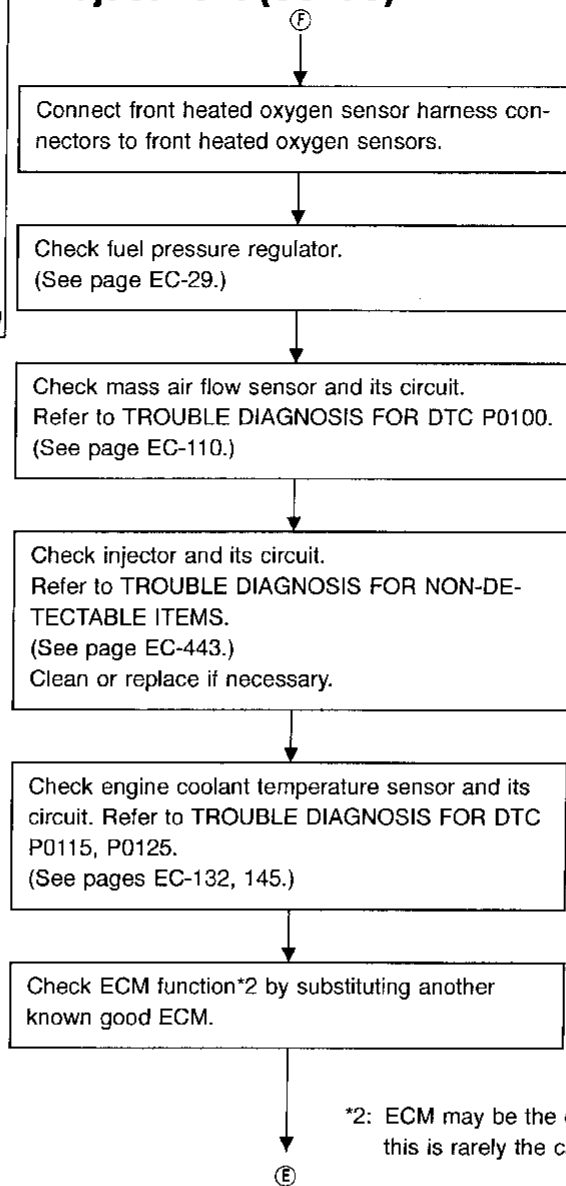 Ⓕ
Connect front heated oxygen sensor harness con-
nectors to front heated oxygen sensors.
Check fuel pressure regulator.
(See page EC-29.)
Check mass air flow sensor and its circuit.
Refer to TROUBLE DIAGNOSIS FOR DTC P0100.
(See page EC-110.)
Check injector and its circuit.
Refer to TROUBLE DIAGNOSIS FOR NON-DE-
TECTABLE ITEMS.
(See page EC-443.)
Clean or replace if necessary.
Check engine coolant temperature sensor and its
circuit. Refer to TROUBLE DIAGNOSIS FOR DTC
P0115, P0125.
(See pages EC-132, 145.)
Check ECM function*2 by substituting another
known good ECM.
*2: ECM may be the
this is rarely the
Ⓔ